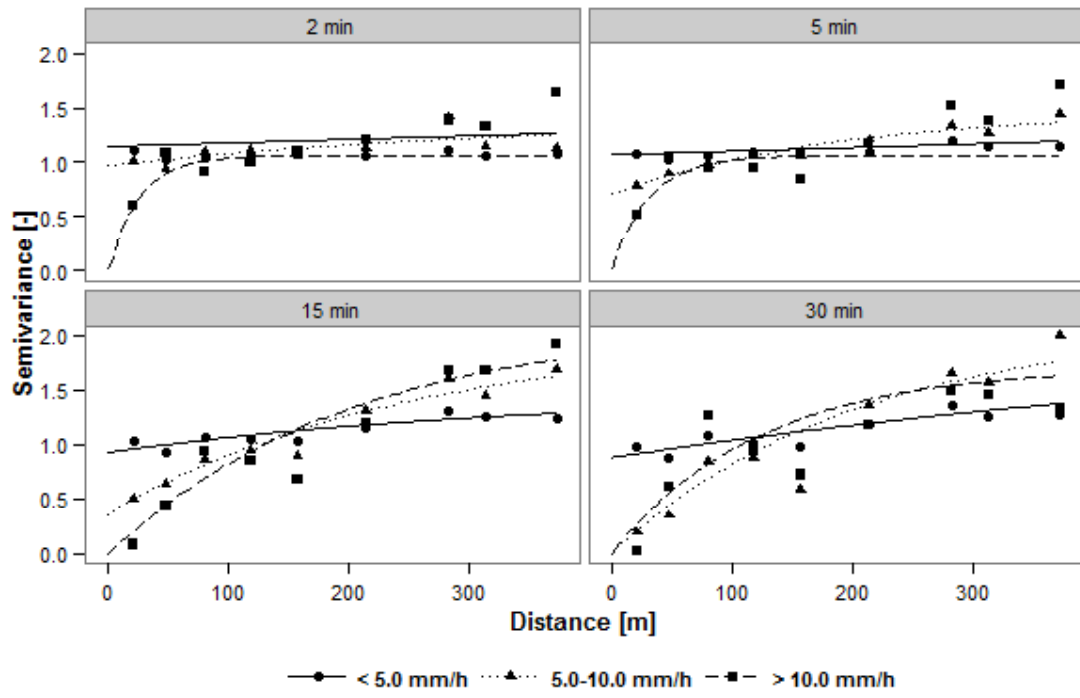 2 min
5 min
2.0
1.5
1.0
0.5
0.0
15 min
30 min
2.0
1.5
1.0
0.5
0.0
Semivariance [-]
0 100 200 300 0 100 200 300
Distance [m]
< 5.0 mm/h 5.0-10.0 mm/h > 10.0 mm/h